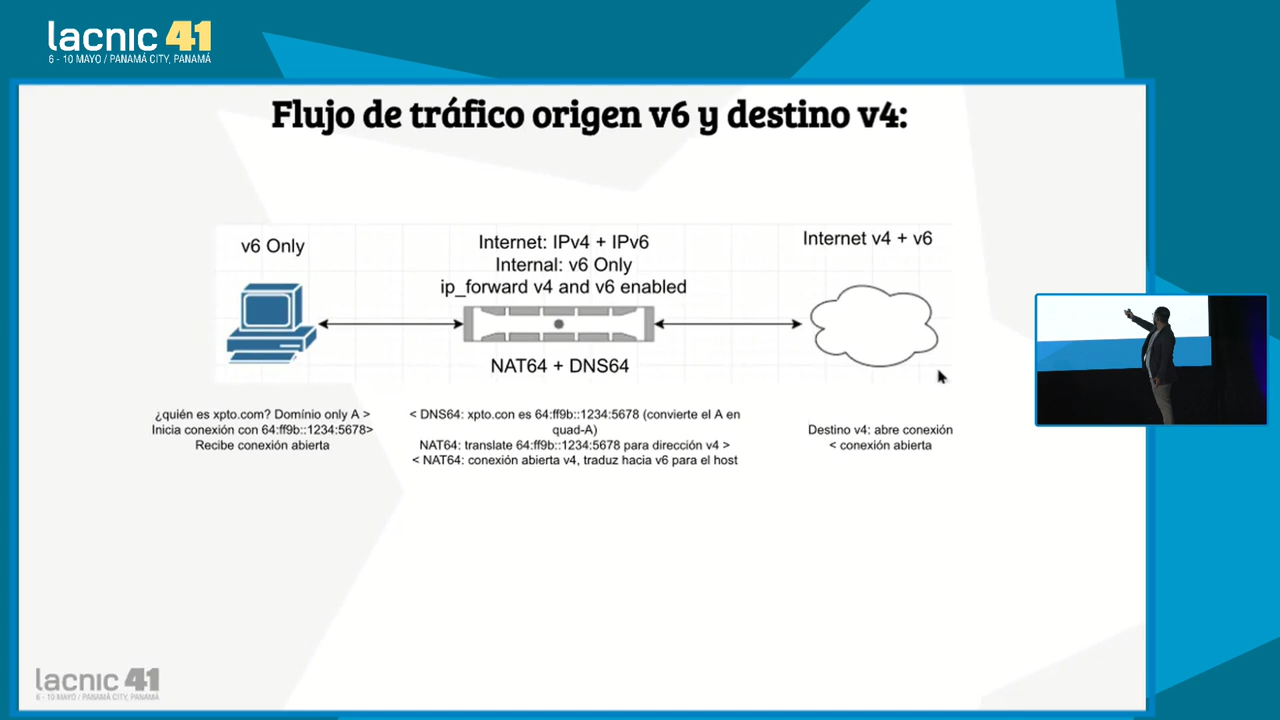 lacnic 41
6 - 10 MAYO / PANAMÁ CITY, PANAMÁ
Flujo de tráfico origen v6 y destino v4:
v6 Only
Internet: IPv4 + IPv6
Internal: v6 Only
ip_forward v4 and v6 enabled
Internet v4 + v6
NAT64 + DNS64
¿quién es xpto.com? Domínio only A >
Inicia conexión con 64:ff9b::1234:5678>
Recibe conexión abierta
< DNS64: xpto.con es 64:ff9b::1234:5678 (convierte el A en
quad-A)
NAT64: translate 64:ff9b::1234:5678 para dirección v4 >
< NAT64: conexión abierta v4, traduz hacia v6 para el host
Destino v4: abre conexión
< conexión abierta
lacnic 41
6 - 10 MAYO / PANAMÁ CITY, PANAMÁ